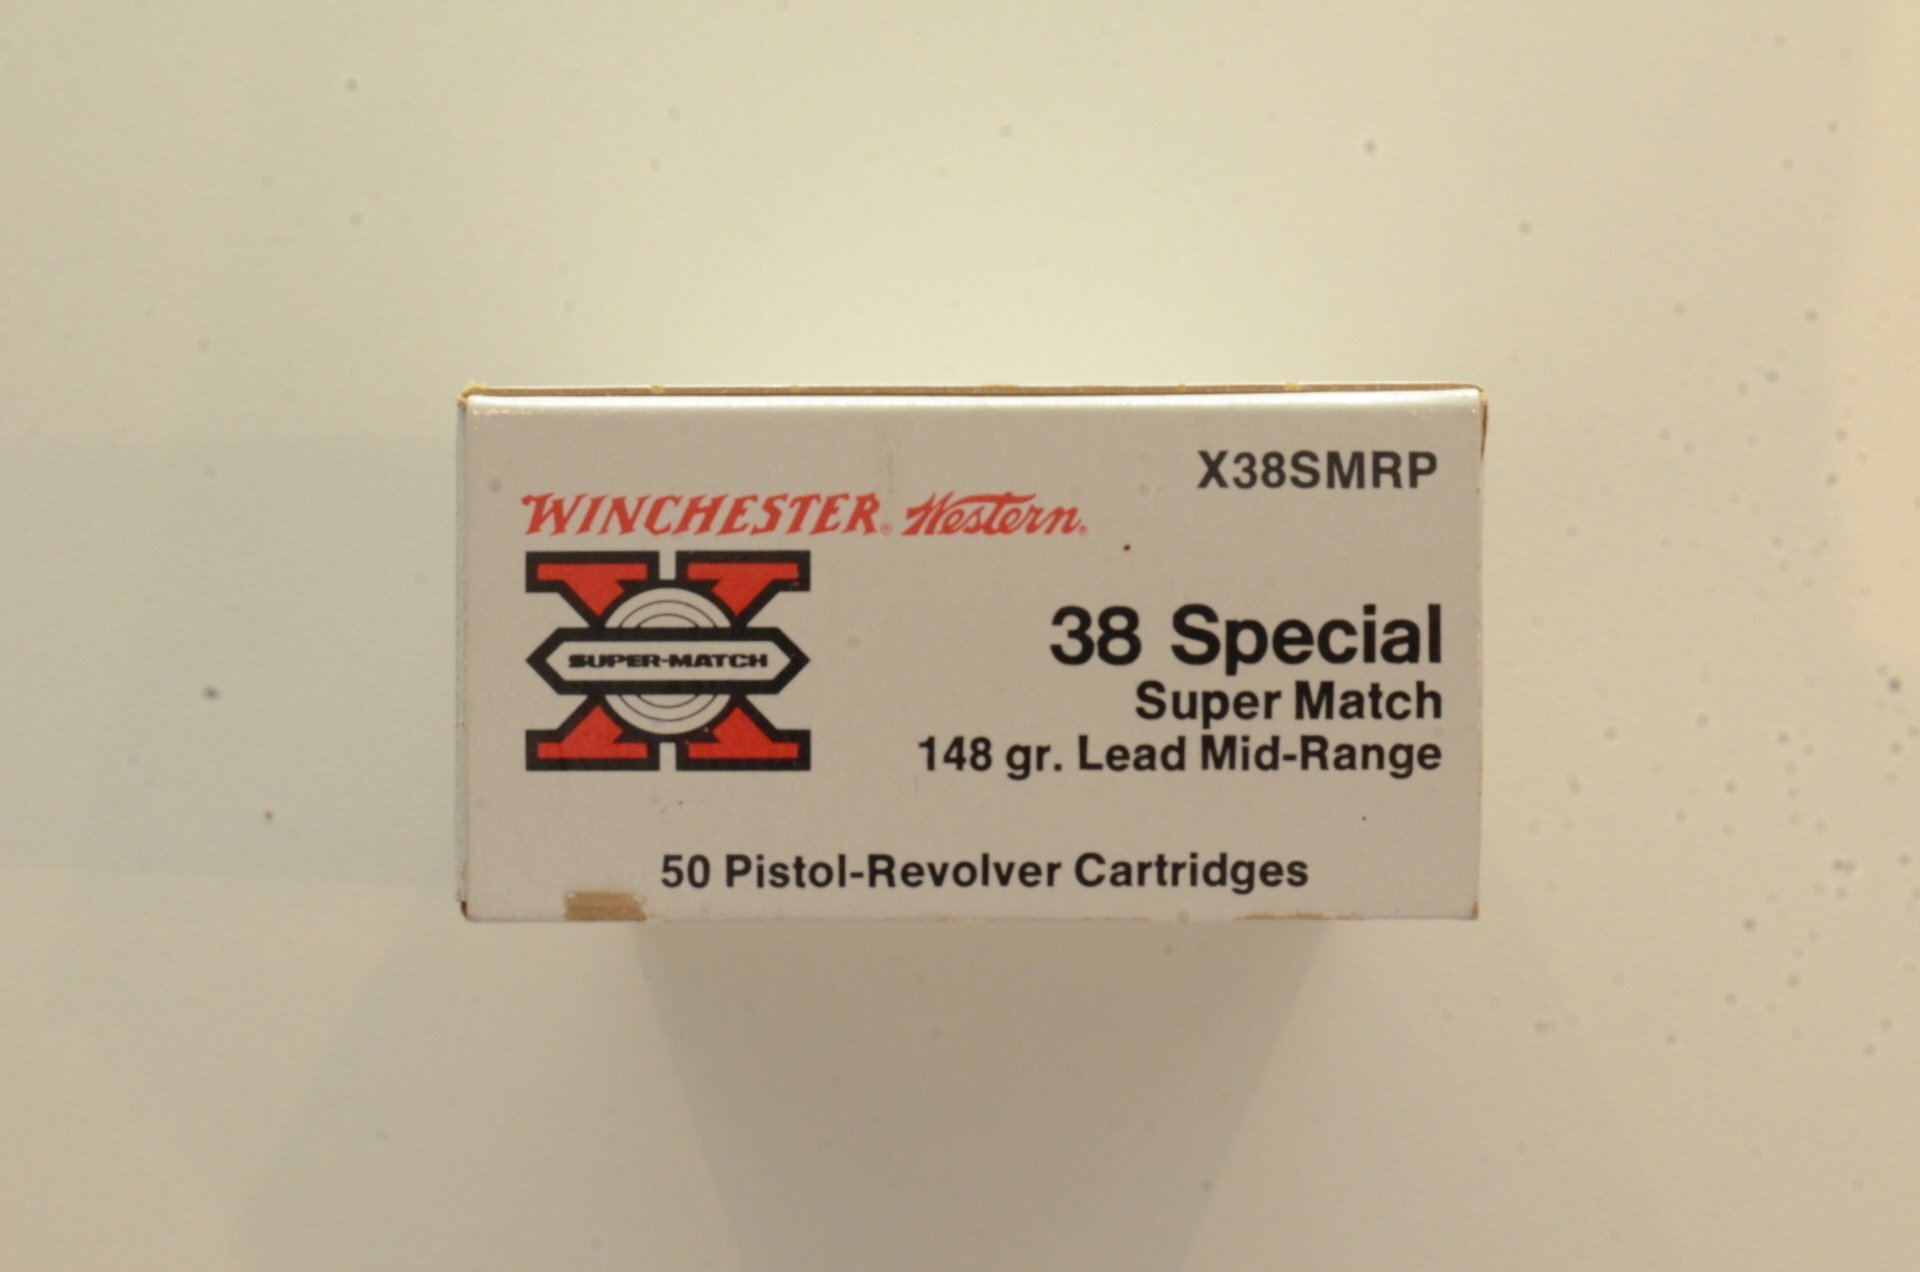 X38SMRP
WINCHESTER® Western®
SUPER-MATCH
38 Special
Super Match
148 gr. Lead Mid-Range
50 Pistol-Revolver Cartridges